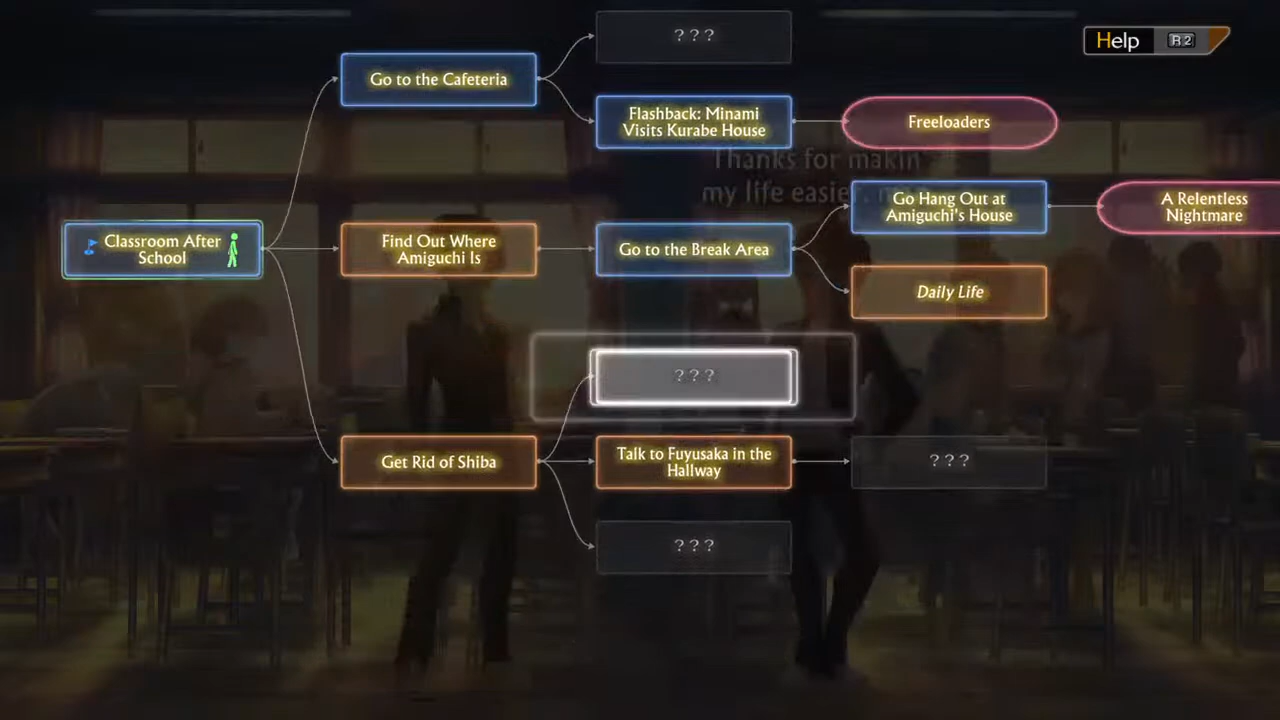 ? ? ?
Help R2
Go to the Cafeteria
Flashback: Minami
Visits Kurabe House
Freeloaders
Thanks for makin
my life easier, m
Go Hang Out at
Amiguchi's House
A Relentless
Nightmare
Classroom After
School
Find Out Where
Amiguchi Is
Go to the Break Area
Daily Life
? ? ?
Get Rid of Shiba
Talk to Fuyusaka in the
Hallway
? ? ?
? ? ?